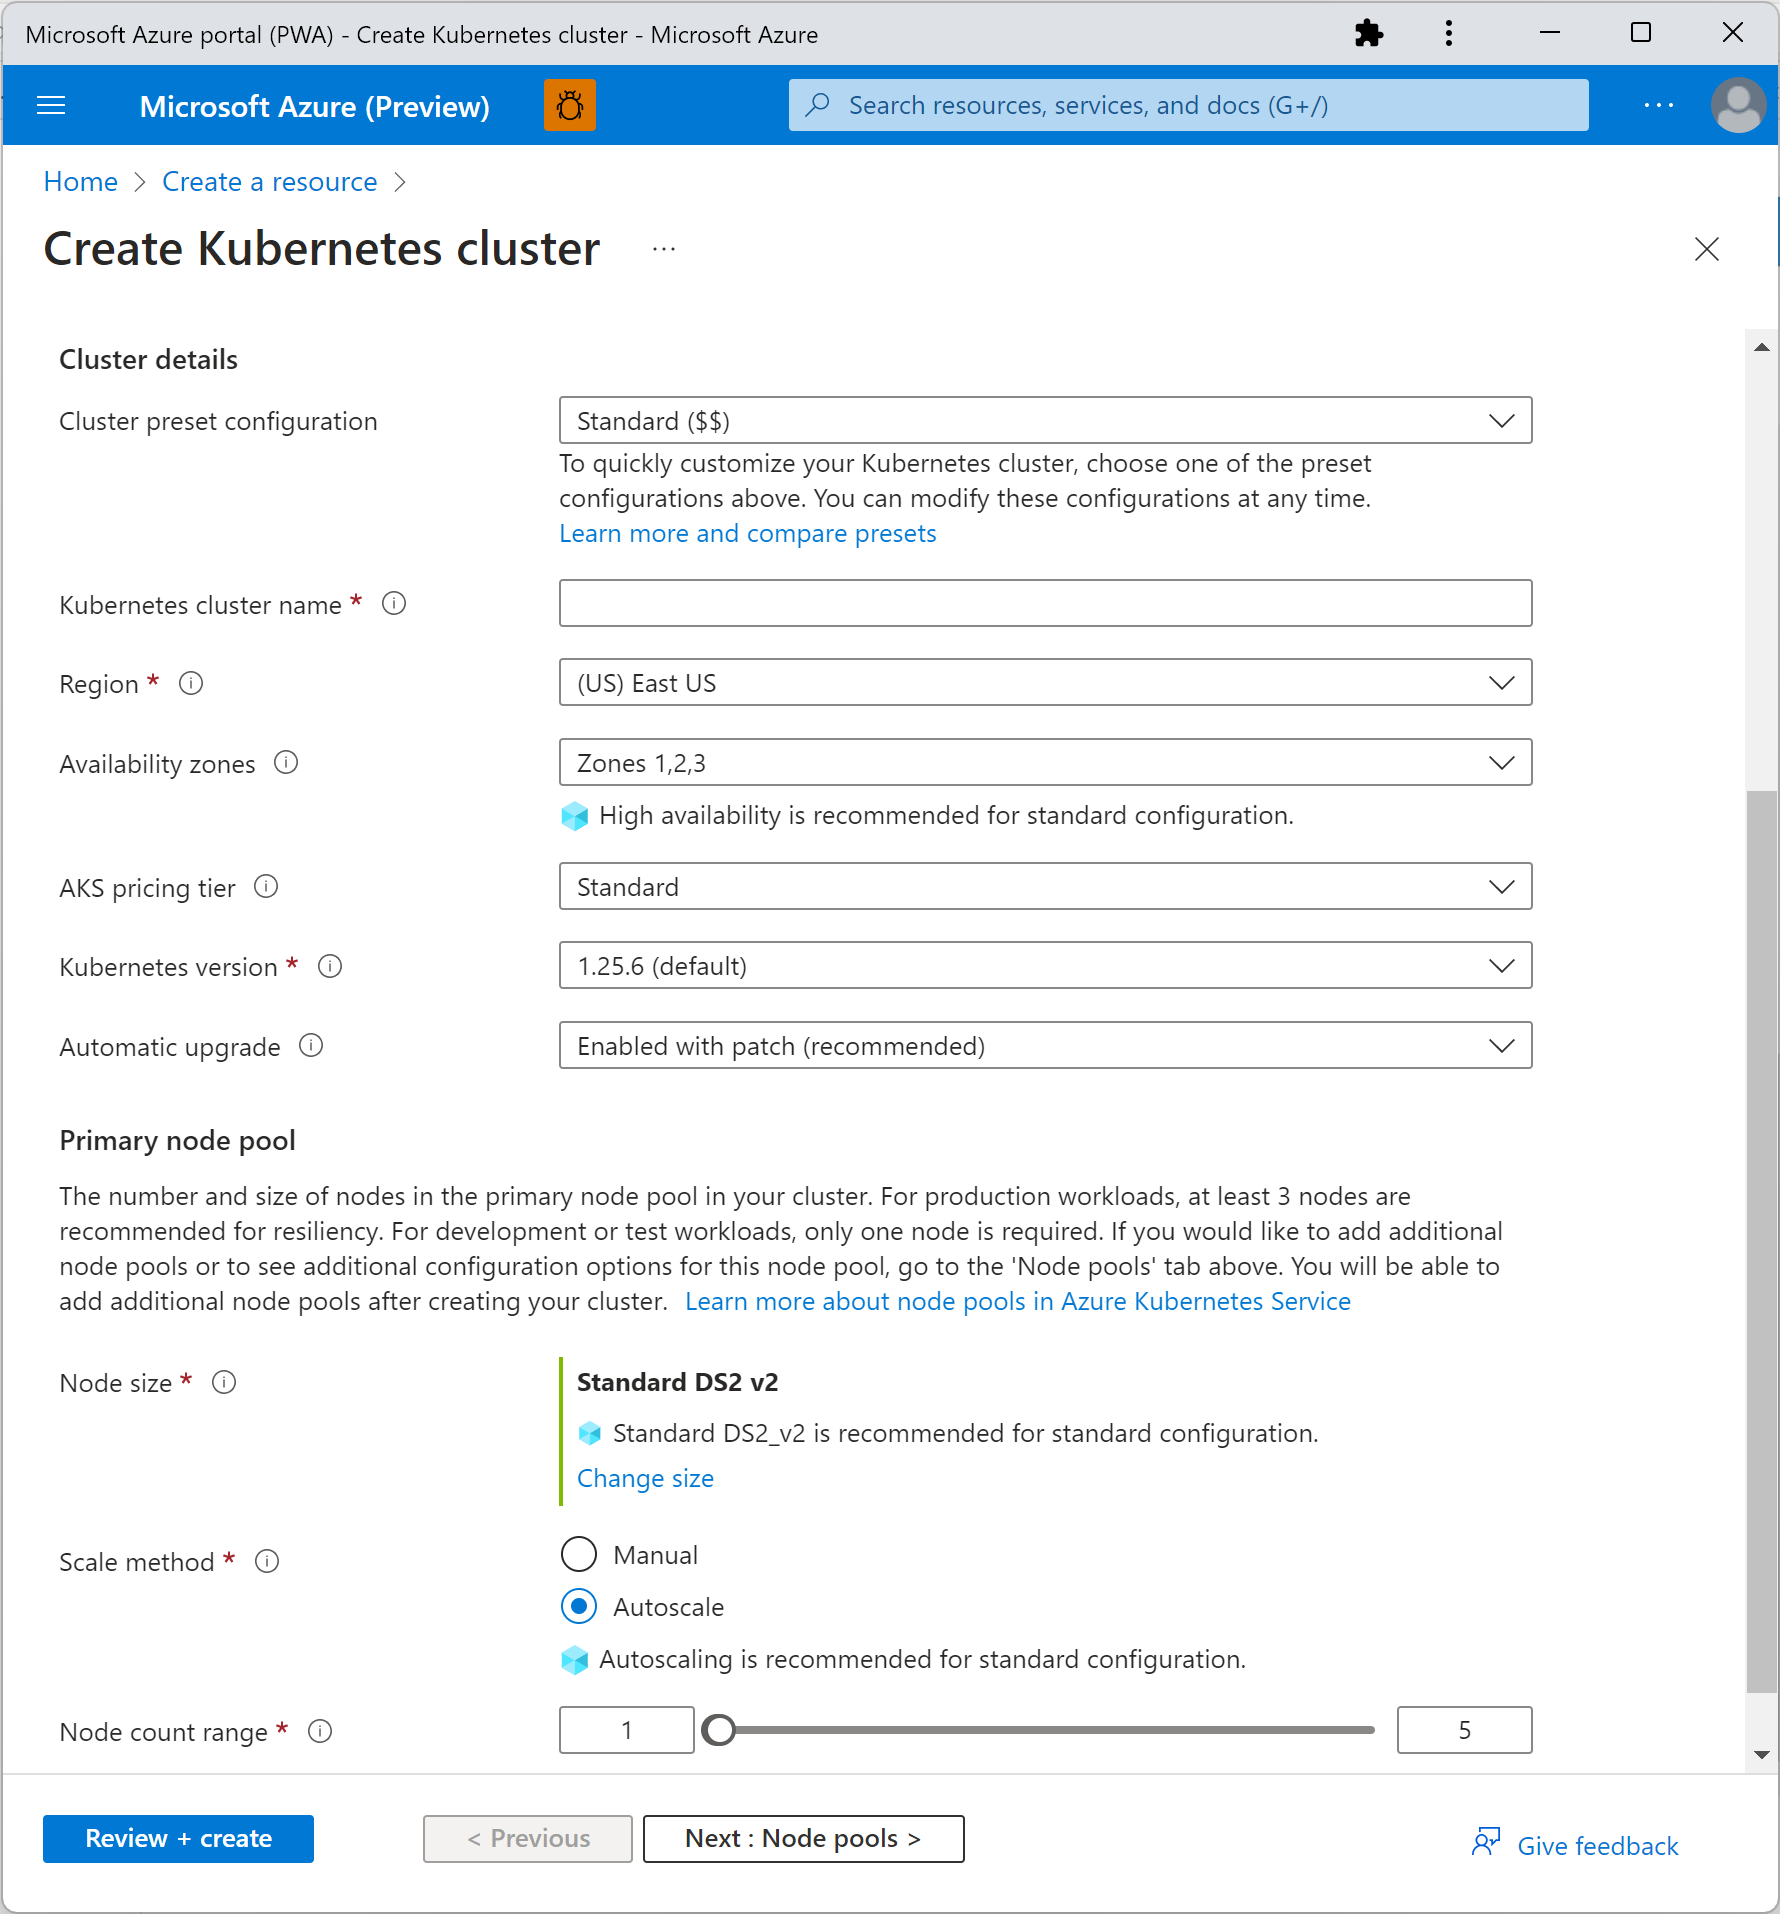 Microsoft Azure portal (PWA) - Create Kubernetes cluster - Microsoft Azure
Microsoft Azure (Preview)
Search resources, services, and docs (G+/)
Home > Create a resource >
Create Kubernetes cluster ...
Cluster details
Cluster preset configuration
Standard ($$)
To quickly customize your Kubernetes cluster, choose one of the preset
configurations above. You can modify these configurations at any time.
Learn more and compare presets
Kubernetes cluster name *
Region *
(US) East US
Availability zones
Zones 1,2,3
High availability is recommended for standard configuration.
AKS pricing tier
Standard
Kubernetes version *
1.25.6 (default)
Automatic upgrade
Enabled with patch (recommended)
Primary node pool
The number and size of nodes in the primary node pool in your cluster. For production workloads, at least 3 nodes are
recommended for resiliency. For development or test workloads, only one node is required. If you would like to add additional
node pools or to see additional configuration options for this node pool, go to the 'Node pools' tab above. You will be able to
add additional node pools after creating your cluster. Learn more about node pools in Azure Kubernetes Service
Node size *
Standard DS2 v2
Standard DS2_v2 is recommended for standard configuration.
Change size
Scale method *
Manual
Autoscale
Autoscaling is recommended for standard configuration.
Node count range *
1
5
Review + create
< Previous
Next : Node pools >
Give feedback